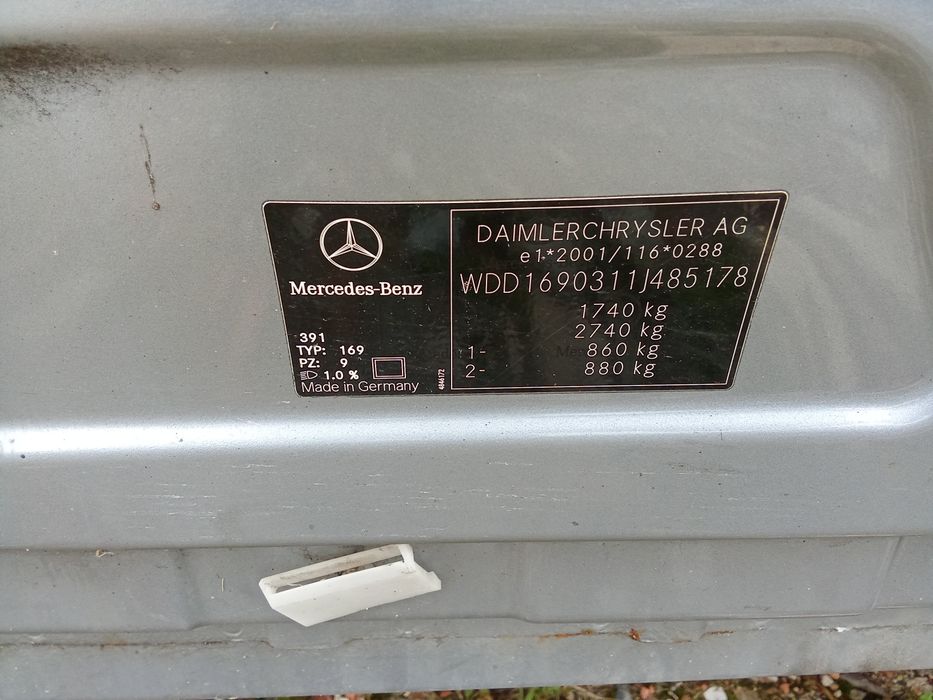 Mercedes-Benz
391
TYP: 169
PZ: 9
1.0 %
Made in Germany
4846172
DAIMLERCHRYSLER AG
e1*2001/116*0288
WDD1690311J485178
1740 kg
2740 kg
1- 860 kg
2- 880 kg